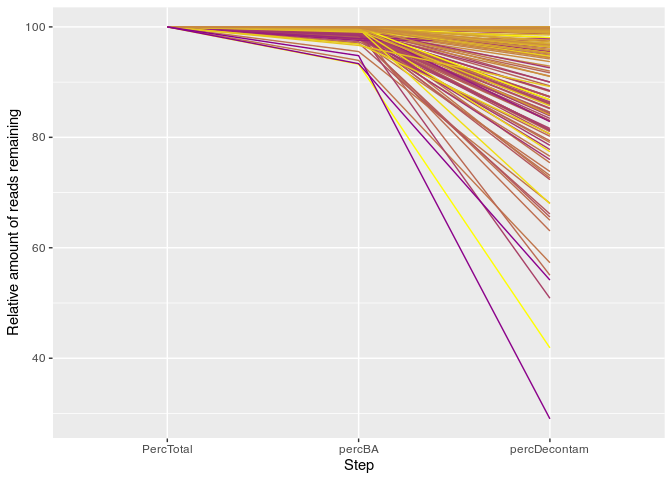 100
80
60
40
Relative amount of reads remaining
PercTotal
percBA
percDecontam
Step